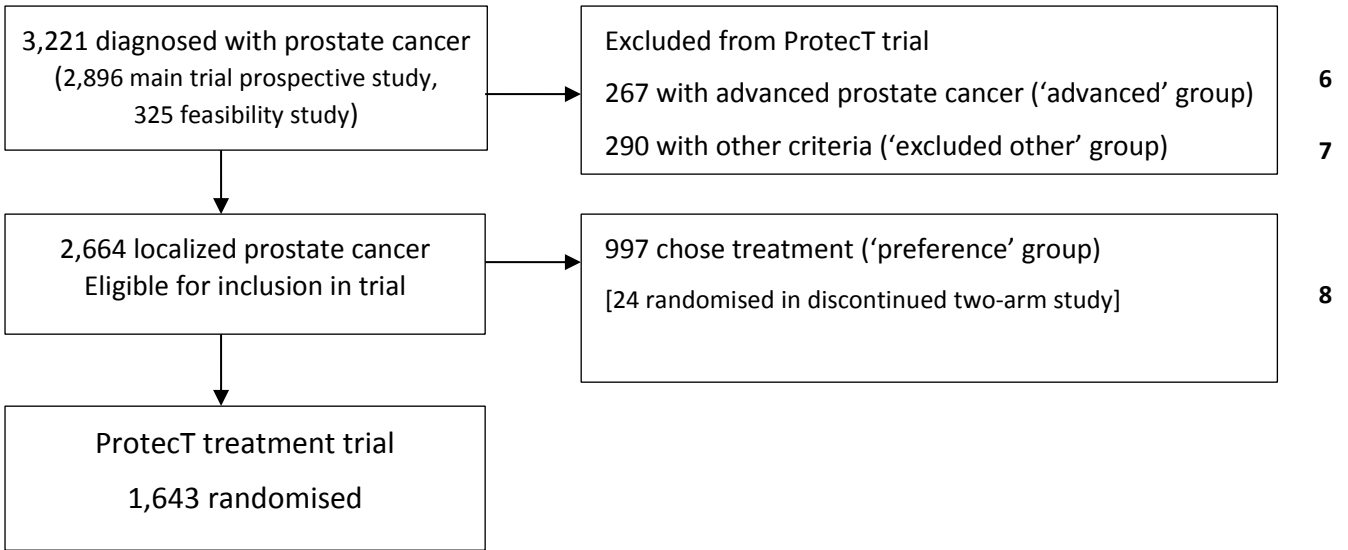 3,221 diagnosed with prostate cancer
(2,896 main trial prospective study,
325 feasibility study)
Excluded from ProtecT trial
267 with advanced prostate cancer (‘advanced’ group)
290 with other criteria (‘excluded other’ group)
6
7
2,664 localized prostate cancer
Eligible for inclusion in trial
997 chose treatment (‘preference’ group)
[24 randomised in discontinued two-arm study]
8
ProtecT treatment trial
1,643 randomised